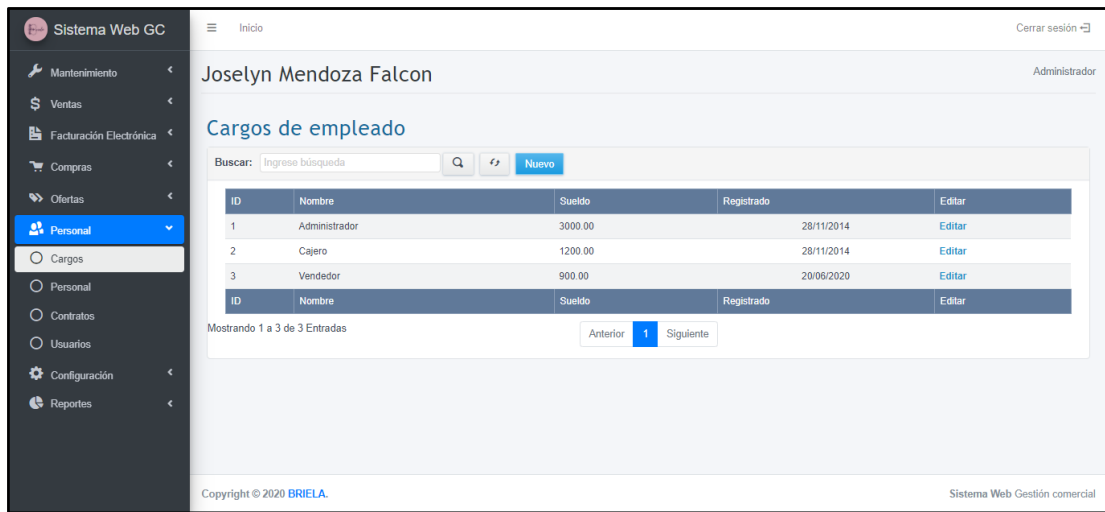 Sistema Web GC
Inicio
Cerrar sesión
Mantenimiento
Ventas
Facturación Electrónica
Compras
Ofertas
Personal
Cargos
Personal
Contratos
Usuarios
Configuración
Reportes
Joselyn Mendoza Falcon
Administrador
Cargos de empleado
Buscar: Ingrese búsqueda Nuevo
ID Nombre Sueldo Registrado Editar
1 Administrador 3000.00 28/11/2014 Editar
2 Cajero 1200.00 28/11/2014 Editar
3 Vendedor 900.00 20/06/2020 Editar
ID Nombre Sueldo Registrado Editar
Mostrando 1 a 3 de 3 Entradas
Anterior 1 Siguiente
Copyright © 2020 BRIELA.
Sistema Web Gestión comercial